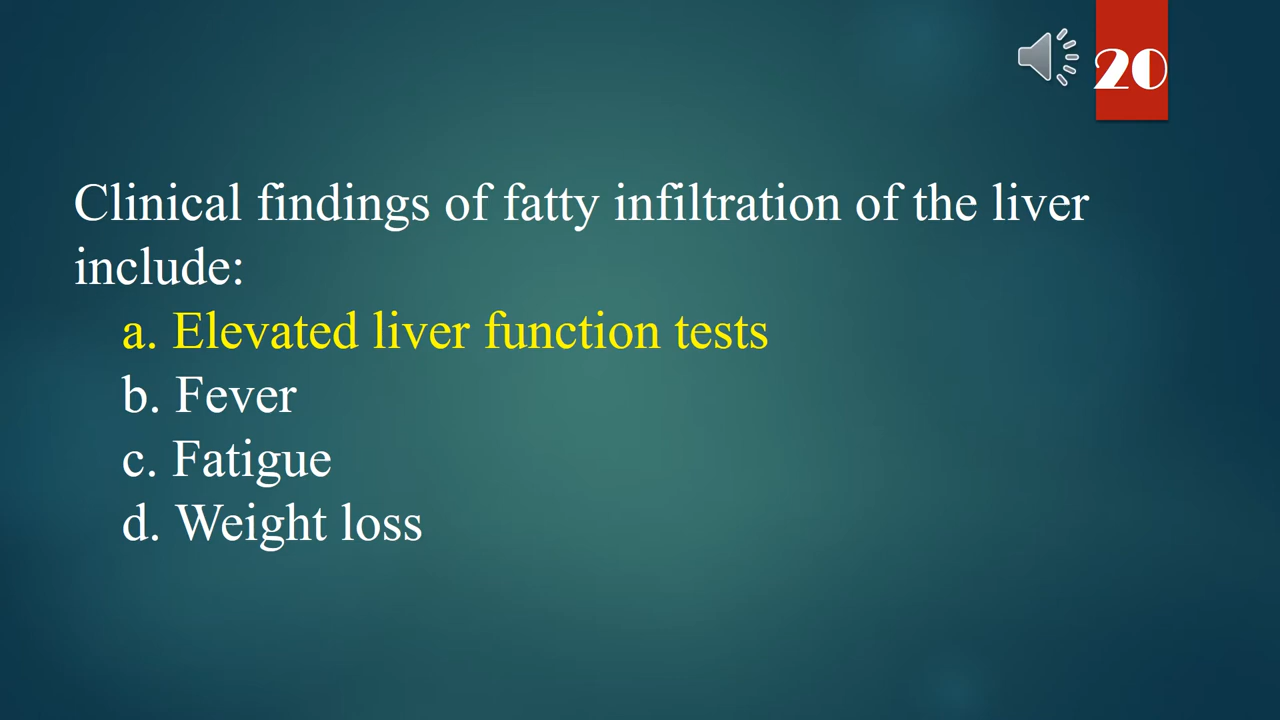 20
Clinical findings of fatty infiltration of the liver
include:
a. Elevated liver function tests
b. Fever
c. Fatigue
d. Weight loss